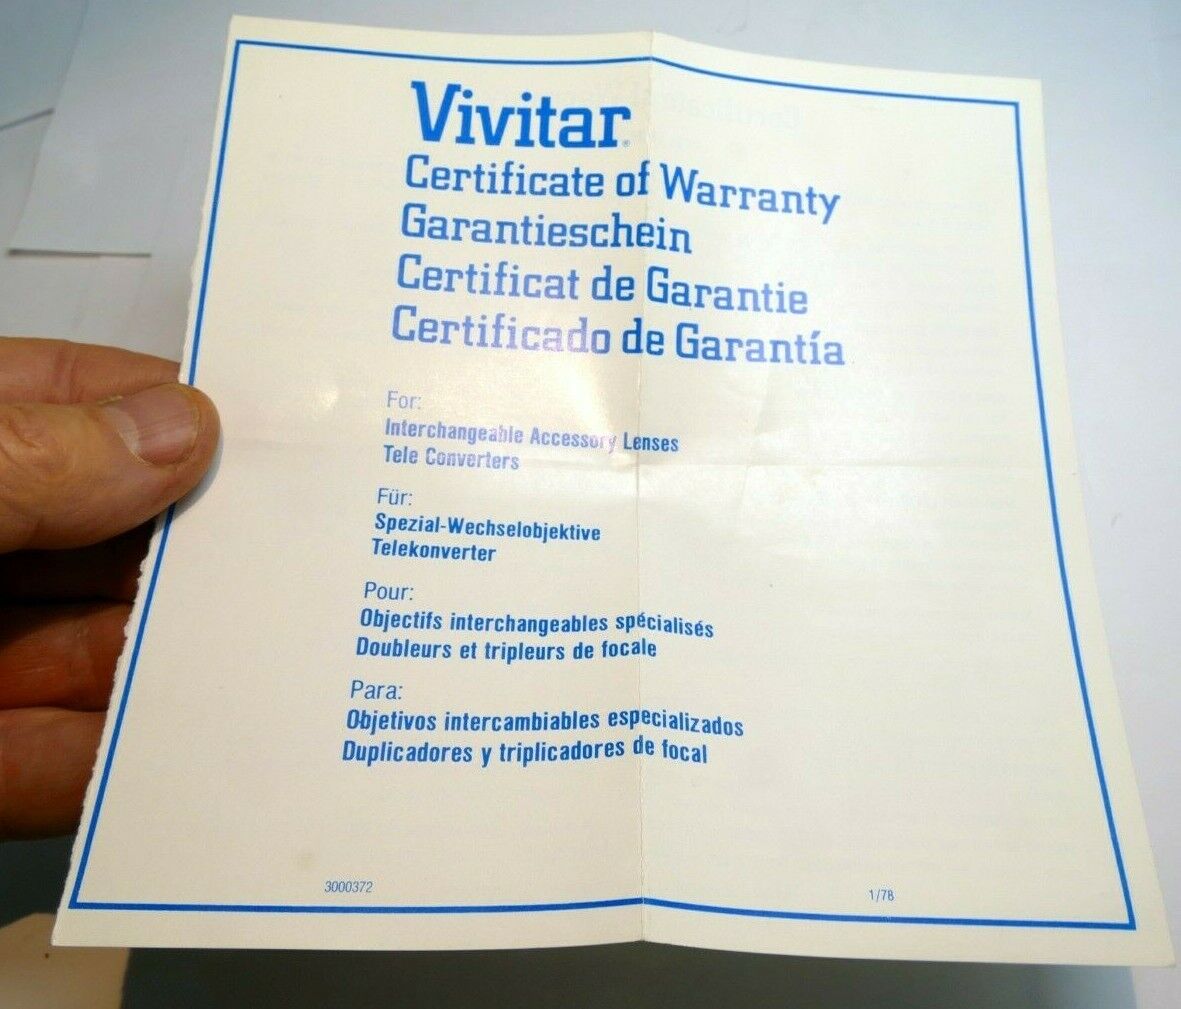 Vivitar®
Certificate of Warranty
Garantieschein
Certificat de Garantie
Certificado de Garantía
For:
Interchangeable Accessory Lenses
Tele Converters
Für:
Spezial-Wechselobjektive
Telekonverter
Pour:
Objectifs interchangeables spécialisés
Doubleurs et tripleurs de focale
Para:
Objetivos intercambiables especializados
Duplicadores y triplicadores de focal
3000372
1/78